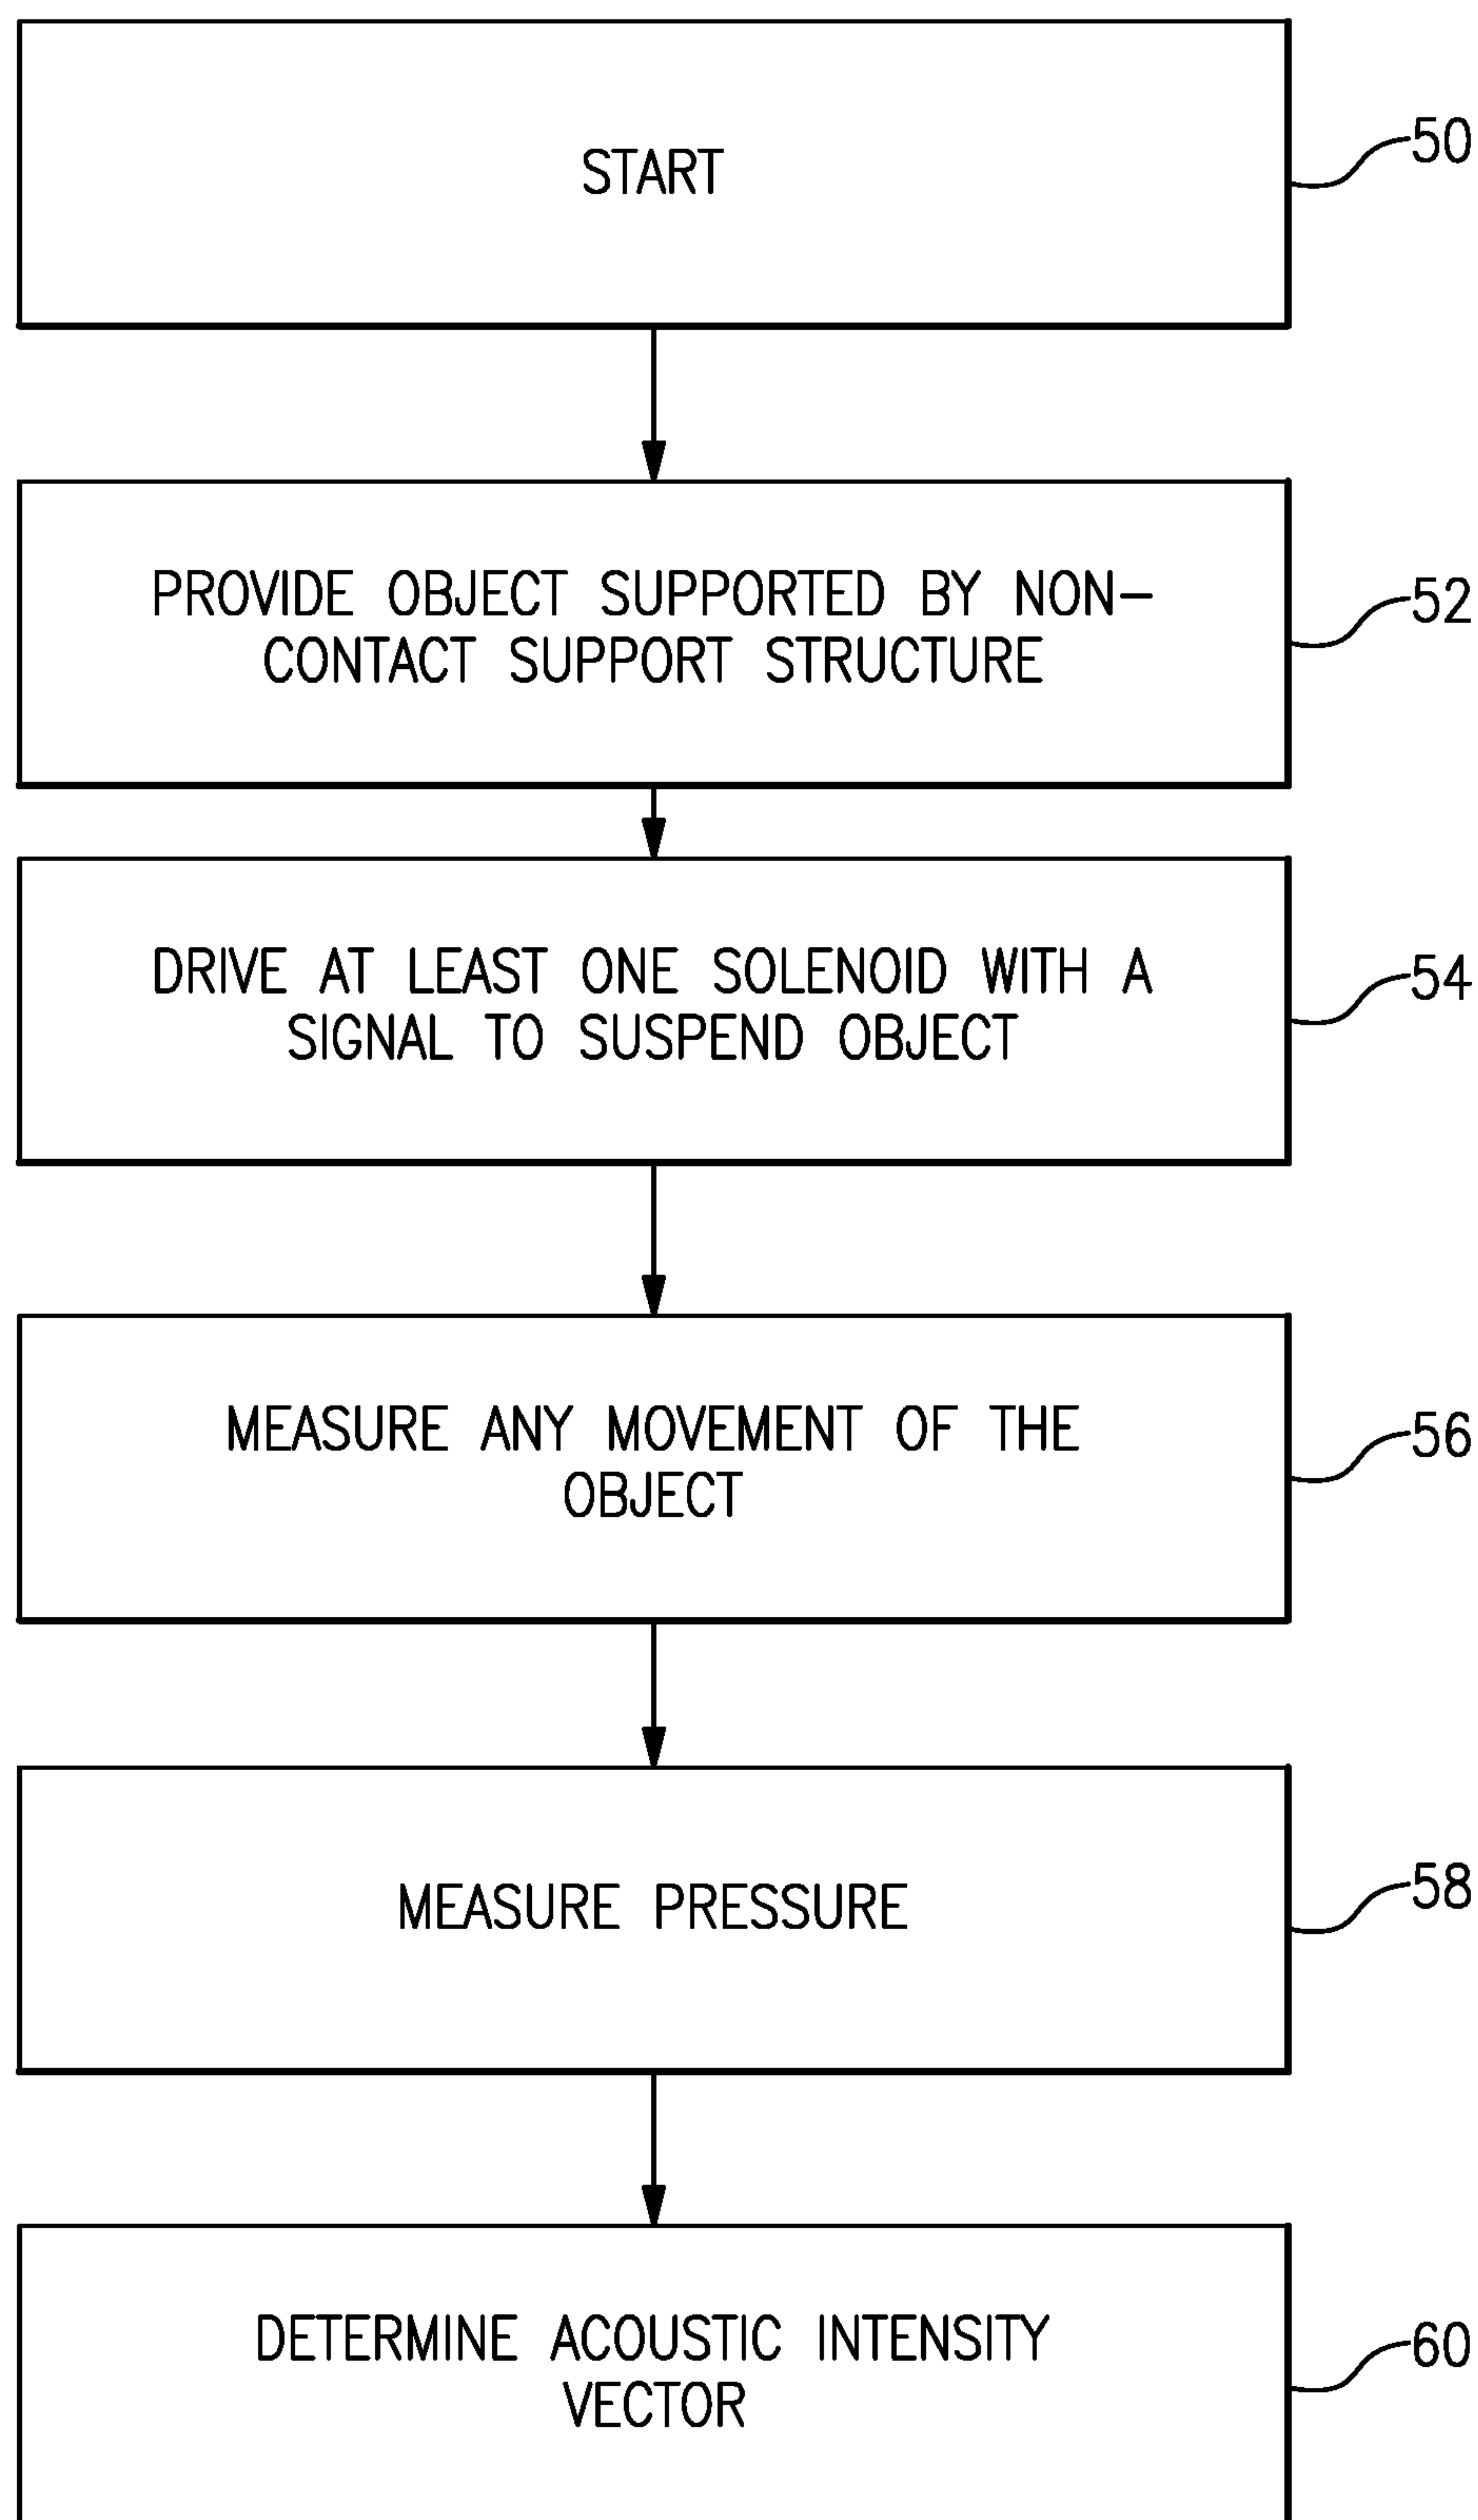 START
50
PROVIDE OBJECT SUPPORTED BY NON-
CONTACT SUPPORT STRUCTURE
52
DRIVE AT LEAST ONE SOLENOID WITH A
SIGNAL TO SUSPEND OBJECT
54
MEASURE ANY MOVEMENT OF THE
OBJECT
56
MEASURE PRESSURE
58
DETERMINE ACOUSTIC INTENSITY
VECTOR
60